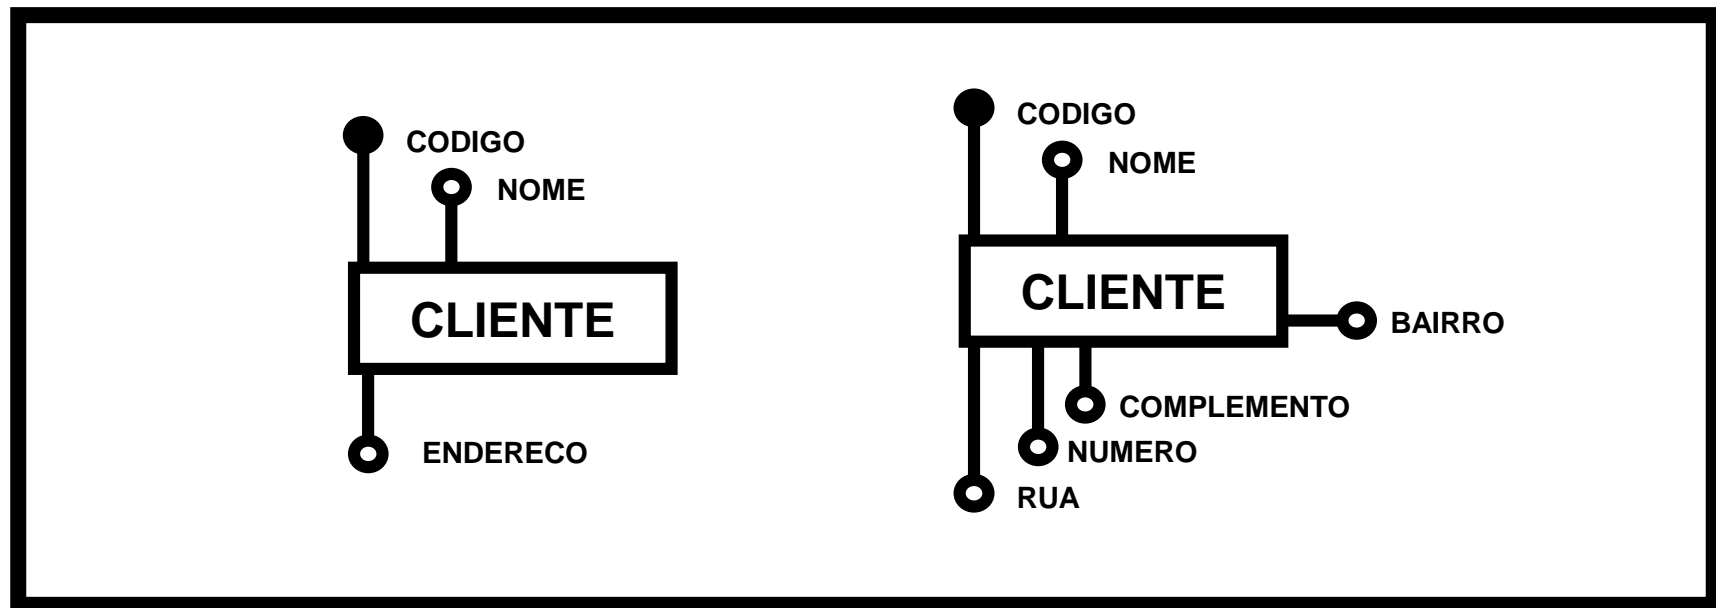 CODIGO
NOME
CLIENTE
ENDERECO
CODIGO
NOME
CLIENTE
BAIRRO
COMPLEMENTO
NUMERO
RUA